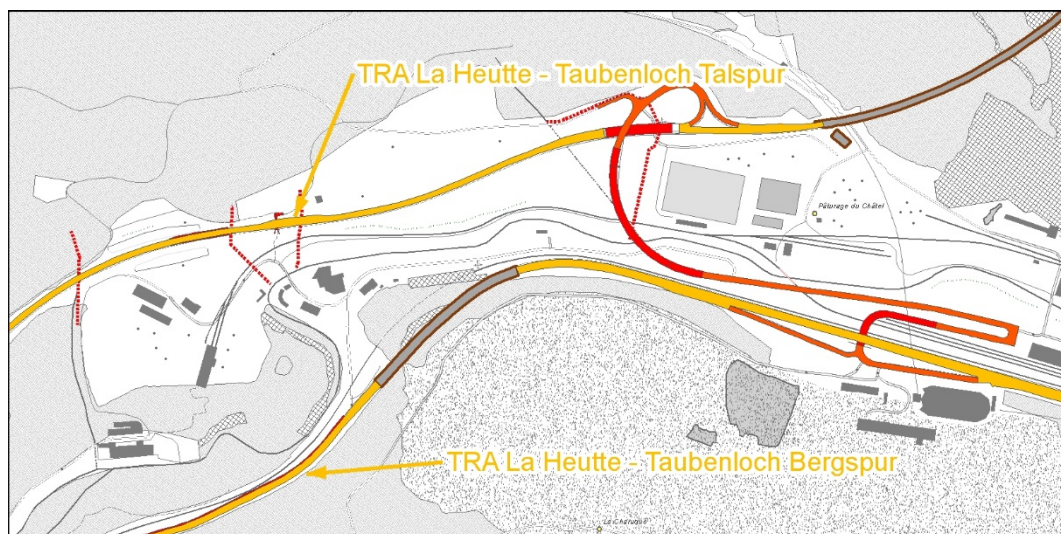 TRA La Heutte - Taubenloch Talspur
Pâturage du Châtel
TRA La Heutte - Taubenloch Bergspur